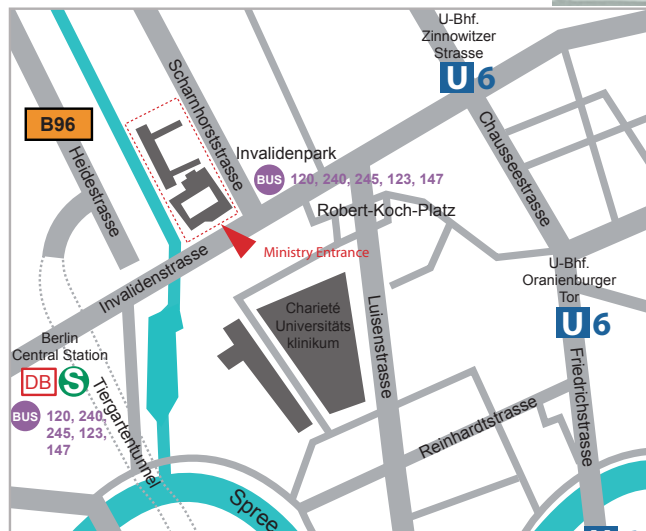 U-Bhf.
Zinnowitzer
Strasse
U 6
B96
Scharnhorststrasse
Heidestrasse
Chausseestrasse
Invalidenpark
BUS 120, 240, 245, 123, 147
Robert-Koch-Platz
Ministry Entrance
Invalidenstrasse
U-Bhf.
Oranienburger
Tor
U 6
Charieté
Universitäts
klinikum
Luisenstrasse
Berlin
Central Station
DB S
BUS 120, 240,
245, 123,
147
Tiergartentunnel
Friedrichstrasse
Reinhardtstrasse
Spree